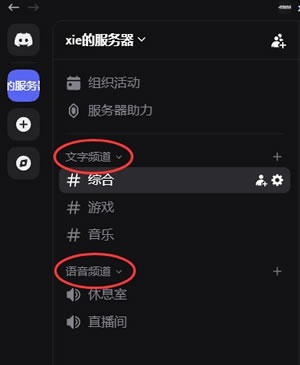 xie的服务器
的服务器
组织活动
服务器助力
文字频道
# 综合
# 游戏
# 音乐
语音频道
休息室
直播间